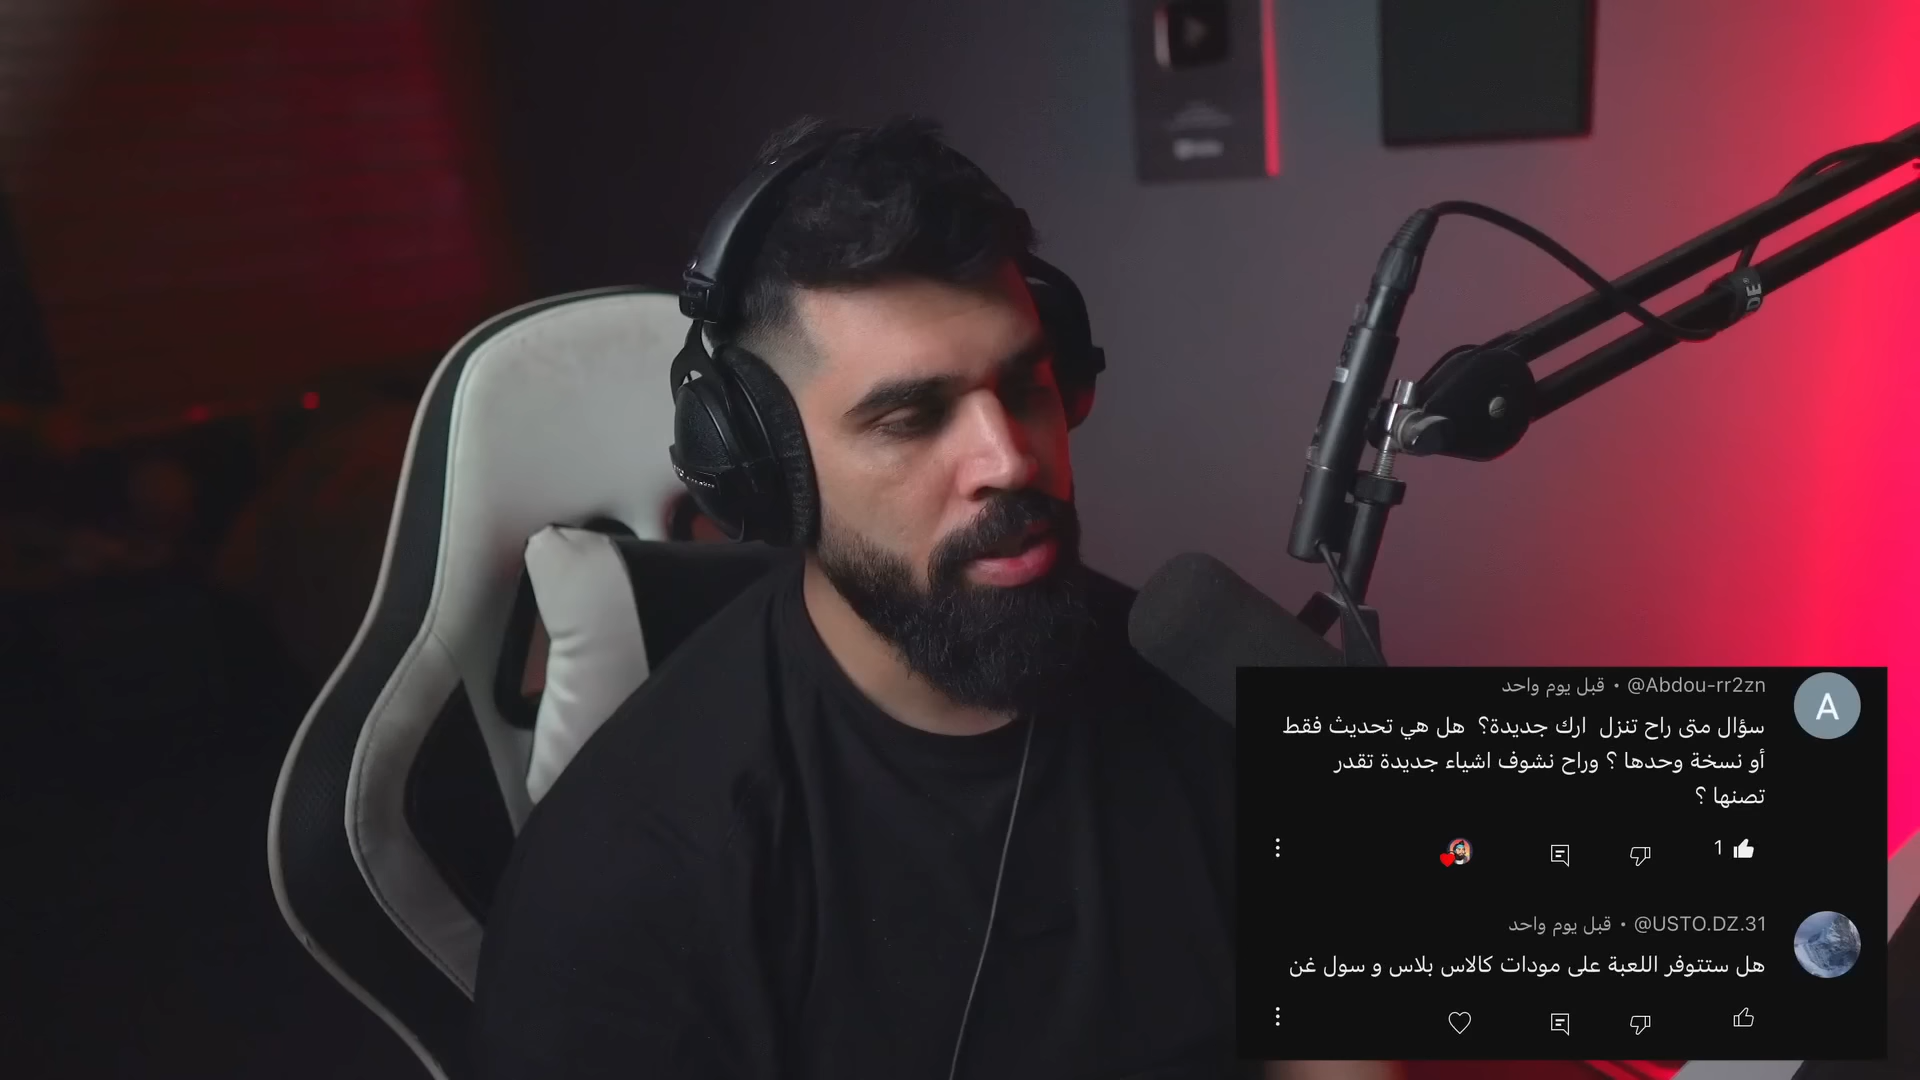 @Abdou-rr2zn • قبل يوم واحد
سؤال متى راح تنزل ارك جديدة؟ هل هي تحديث فقط
أو نسخة وحدها ؟ وراح نشوف اشياء جديدة تقدر
تصنها ؟
1
@USTO.DZ.31 • قبل يوم واحد
هل ستتوفر اللعبة على مودات كالاس بلاس و سول غن
A